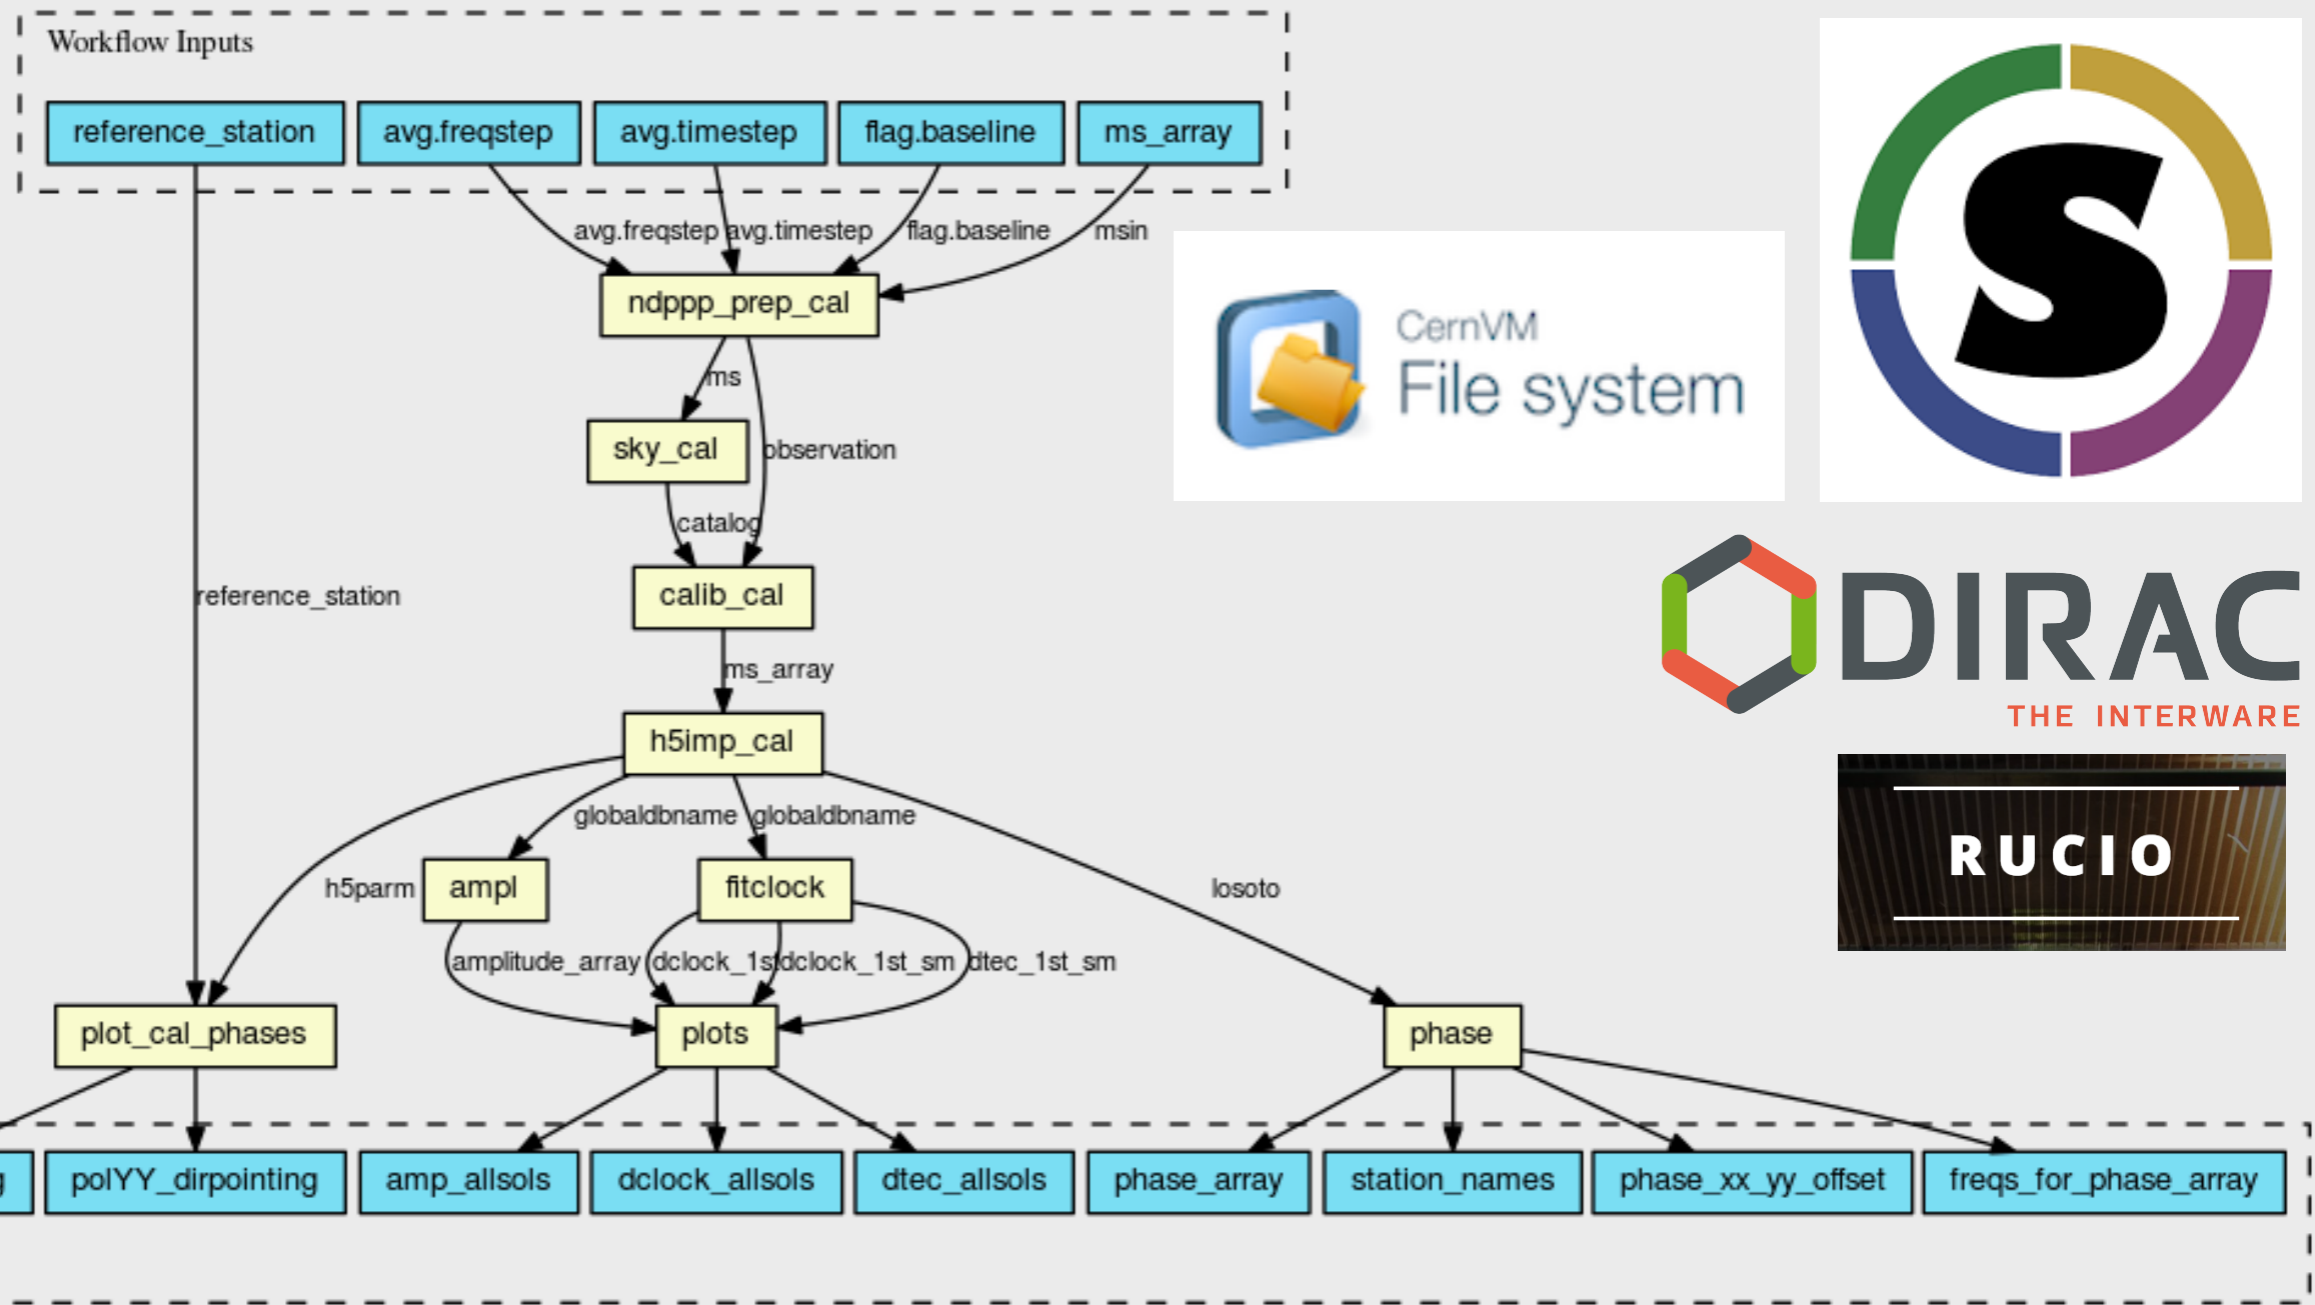 Workflow Inputs
reference_station
avg.freqstep
avg.timestep
flag.baseline
ms_array
avg.freqstep
avg.timestep
flag.baseline
msin
ndppp_prep_cal
CernVM
File system
S
ms
sky_cal
observation
catalog
calib_cal
reference_station
DIRAC
THE INTERWARE
ms_array
h5imp_cal
globaldbname
globaldbname
RUCIO
h5parm
ampl
fitclock
losoto
amplitude_array
dclock_1st
dclock_1st_sm
dtec_1st_sm
plot_cal_phases
plots
phase
g
polYY_dirpointing
amp_allsols
dclock_allsols
dtec_allsols
phase_array
station_names
phase_xx_yy_offset
freqs_for_phase_array